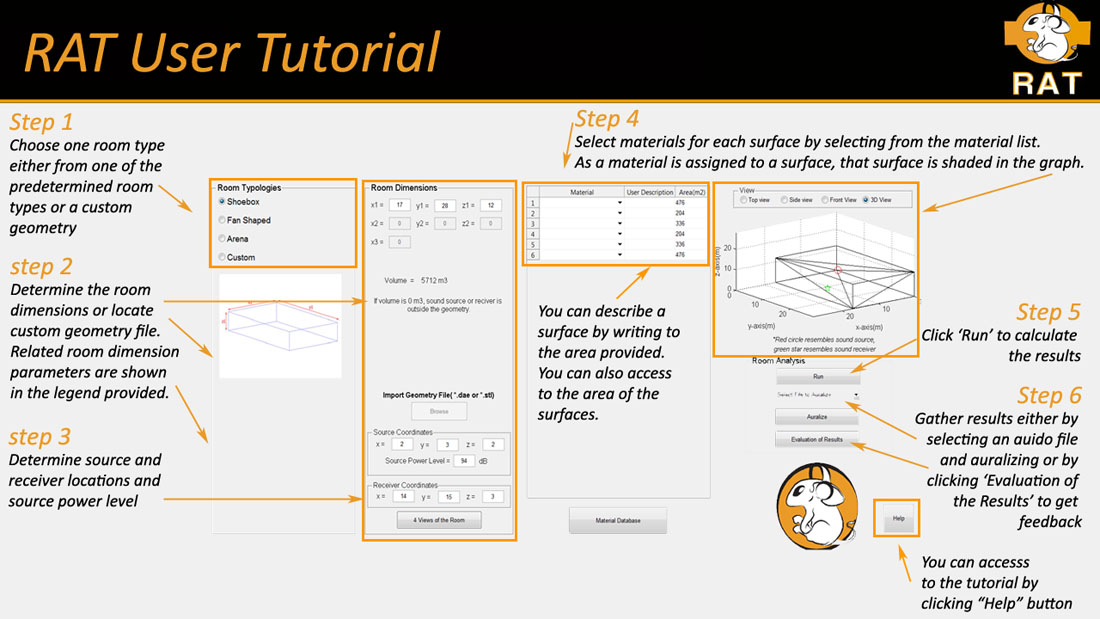 RAT User Tutorial
RAT
Step 1
Choose one room type
either from one of the
predetermined room
types or a custom
geometry
step 2
Determine the room
dimensions or locate
custom geometry file.
Related room dimension
parameters are shown
in the legend provided.
step 3
Determine source and
receiver locations and
source power level
Room Typologies
Shoebox
Fan Shaped
Arena
Custom
Room Dimensions
x1 = 17 y1 = 28 z1 = 12
x2 = 0 y2 = 0 z2 = 0
x3 = 0
Volume = 5712 m3
If volume is 0 m3, sound source or reciver is
outside the geometry.
Import Geometry File( *.dae or *.stl)
Browse
Source Coordinates
x = 2 y = 3 z = 2
Source Power Level = 94 dB
Receiver Coordinates
x = 14 y = 15 z = 3
4 Views of the Room
Step 4
Select materials for each surface by selecting from the material list.
As a material is assigned to a surface, that surface is shaded in the graph.
Material User Description Area(m2)
1 476
2 204
3 336
4 204
5 336
6 476
You can describe a
surface by writing to
the area provided.
You can also access
to the area of the
surfaces.
Material Database
View
Top view Side view Front View 3D View
z-axis(m)
20
10
0
0
10
20
y-axis(m)
20
10
0
x-axis(m)
*Red circle resembles sound source,
green star resembles sound receiver
Room Analysis
Run
Select File to Auralize
Auralize
Evaluation of Results
Help
Step 5
Click ‘Run’ to calculate
the results
Step 6
Gather results either by
selecting an auido file
and auralizing or by
clicking ‘Evaluation of
the Results’ to get
feedback
You can accesss
to the tutorial by
clicking “Help” button